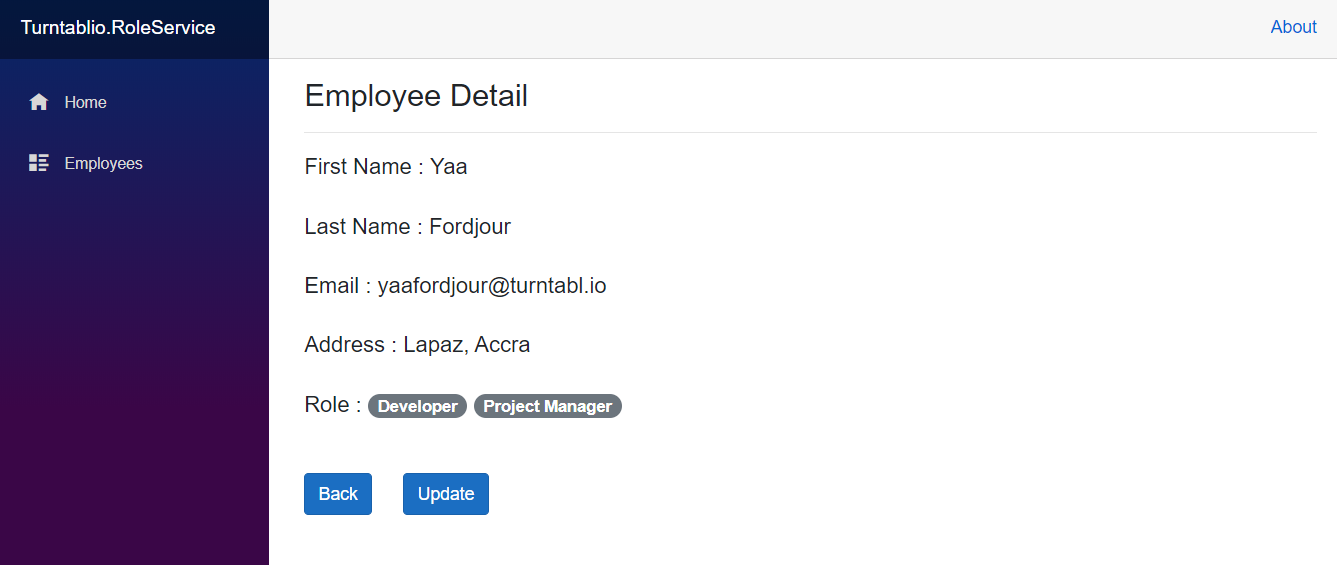 Turntablio.RoleService
About
Home
Employees
Employee Detail
First Name : Yaa
Last Name : Fordjour
Email : yaafordjour@turntabl.io
Address : Lapaz, Accra
Role : Developer Project Manager
Back Update